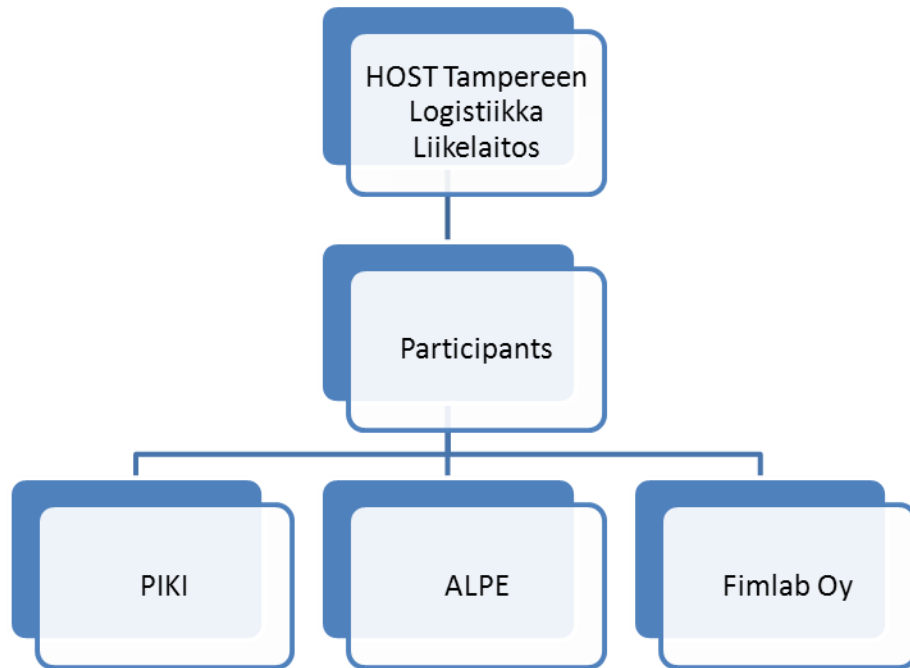 HOST Tampereen
Logistiikka
Liikelaitos
Participants
PIKI
ALPE
Fimlab Oy